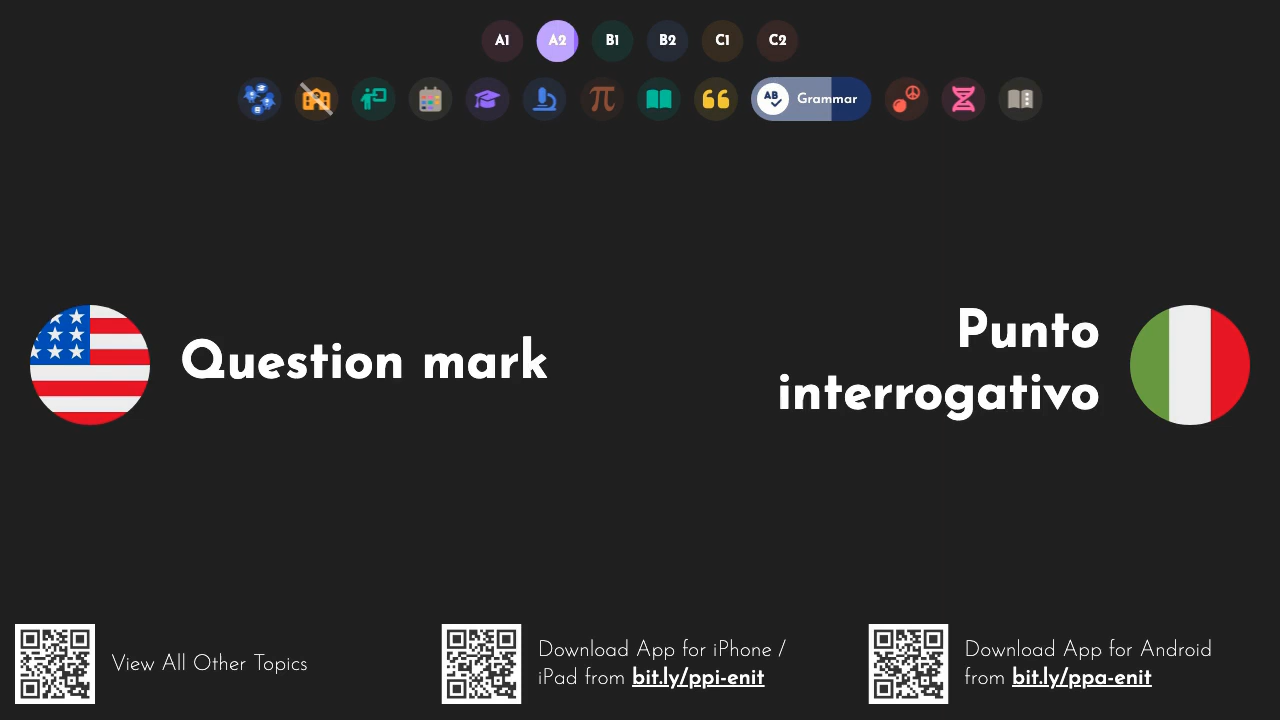 A1 A2 B1 B2 C1 C2
AB Grammar
Question mark
Punto
interrogativo
View All Other Topics
Download App for iPhone /
iPad from bit.ly/ppi-enit
Download App for Android
from bit.ly/ppa-enit